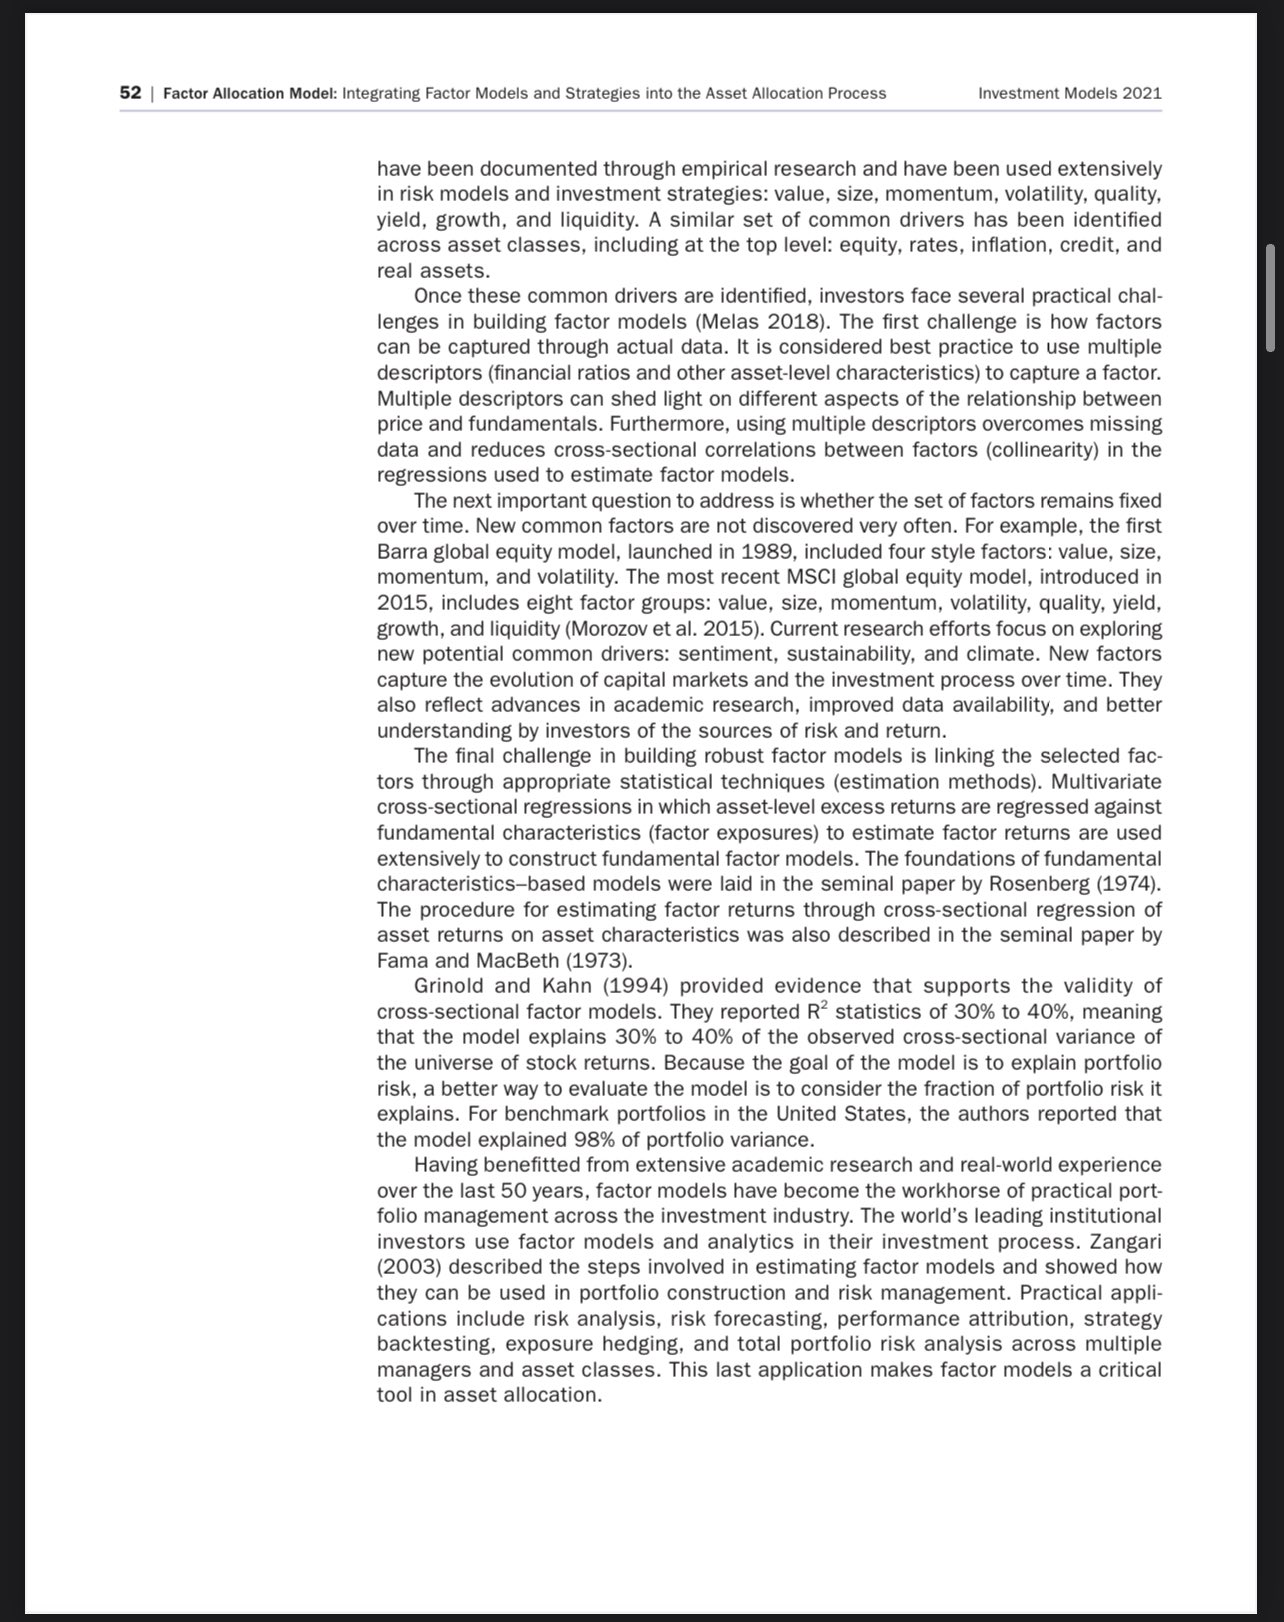 52 | Factor Allocation Model: Integrating Factor Models and Strategies into the Asset Allocation Process Investment Models 2021
have been documented through empirical research and have been used extensively
in risk models and investment strategies: value, size, momentum, volatility, quality,
yield, growth, and liquidity. A similar set of common drivers has been identified
across asset classes, including at the top level: equity, rates, inflation, credit, and
real assets.
Once these common drivers are identified, investors face several practical chal-
lenges in building factor models (Melas 2018). The first challenge is how factors
can be captured through actual data. It is considered best practice to use multiple
descriptors (financial ratios and other asset-level characteristics) to capture a factor.
Multiple descriptors can shed light on different aspects of the relationship between
price and fundamentals. Furthermore, using multiple descriptors overcomes missing
data and reduces cross-sectional correlations between factors (collinearity) in the
regressions used to estimate factor models.
The next important question to address is whether the set of factors remains fixed
over time. New common factors are not discovered very often. For example, the first
Barra global equity model, launched in 1989, included four style factors: value, size,
momentum, and volatility. The most recent MSCI global equity model, introduced in
2015, includes eight factor groups: value, size, momentum, volatility, quality, yield,
growth, and liquidity (Morozov et al. 2015). Current research efforts focus on exploring
new potential common drivers: sentiment, sustainability, and climate. New factors
capture the evolution of capital markets and the investment process over time. They
also reflect advances in academic research, improved data availability, and better
understanding by investors of the sources of risk and return.
The final challenge in building robust factor models is linking the selected fac-
tors through appropriate statistical techniques (estimation methods). Multivariate
cross-sectional regressions in which asset-level excess returns are regressed against
fundamental characteristics (factor exposures) to estimate factor returns are used
extensively to construct fundamental factor models. The foundations of fundamental
characteristics–based models were laid in the seminal paper by Rosenberg (1974).
The procedure for estimating factor returns through cross-sectional regression of
asset returns on asset characteristics was also described in the seminal paper by
Fama and MacBeth (1973).
Grinold and Kahn (1994) provided evidence that supports the validity of
cross-sectional factor models. They reported R² statistics of 30% to 40%, meaning
that the model explains 30% to 40% of the observed cross-sectional variance of
the universe of stock returns. Because the goal of the model is to explain portfolio
risk, a better way to evaluate the model is to consider the fraction of portfolio risk it
explains. For benchmark portfolios in the United States, the authors reported that
the model explained 98% of portfolio variance.
Having benefitted from extensive academic research and real-world experience
over the last 50 years, factor models have become the workhorse of practical port-
folio management across the investment industry. The world's leading institutional
investors use factor models and analytics in their investment process. Zangari
(2003) described the steps involved in estimating factor models and showed how
they can be used in portfolio construction and risk management. Practical appli-
cations include risk analysis, risk forecasting, performance attribution, strategy
backtesting, exposure hedging, and total portfolio risk analysis across multiple
managers and asset classes. This last application makes factor models a critical
tool in asset allocation.